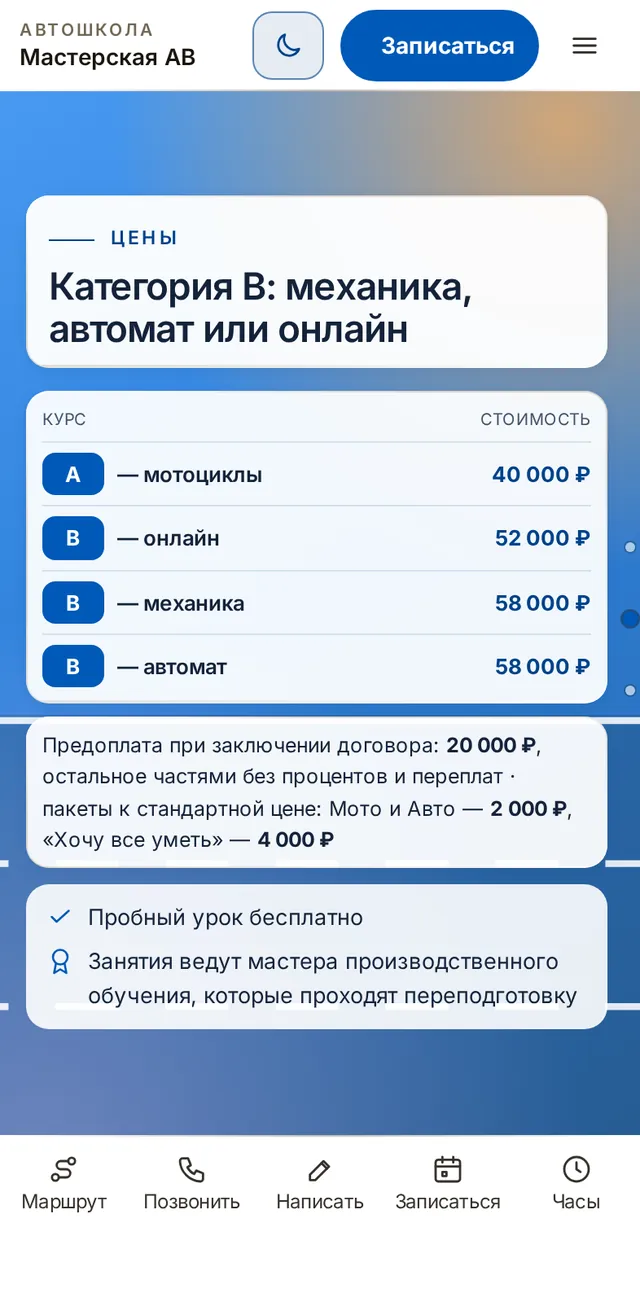 АВТОШКОЛА
Мастерская АВ
Записаться
ЦЕНЫ
Категория B: механика,
автомат или онлайн
КУРС СТОИМОСТЬ
A — мотоциклы 40 000 ₽
B — онлайн 52 000 ₽
B — механика 58 000 ₽
B — автомат 58 000 ₽
Предоплата при заключении договора: 20 000 ₽,
остальное частями без процентов и переплат ·
пакеты к стандартной цене: Мото и Авто — 2 000 ₽,
«Хочу все уметь» — 4 000 ₽
Пробный урок бесплатно
Занятия ведут мастера производственного
обучения, которые проходят переподготовку
Маршрут Позвонить Написать Записаться Часы